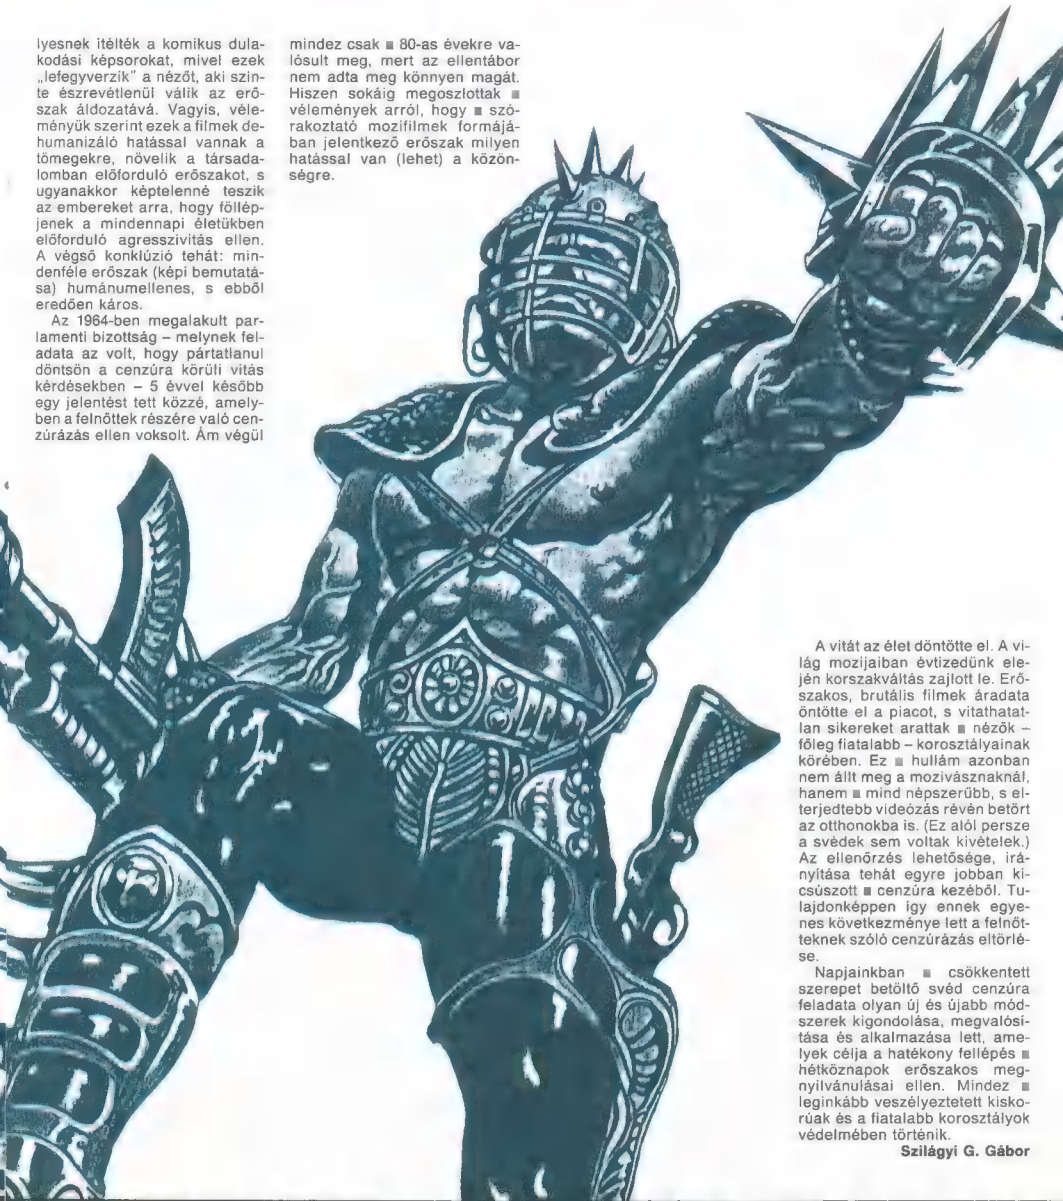 lyesnek ítélték a komikus dula-
kodási képsorokat, mivel ezek
„lefegyverzik" a nézőt, aki szin-
te észrevétlenül válik az erő-
szak áldozatává. Vagyis, véle-
ményük szerint ezek a filmek de-
humanizáló hatással vannak a
tömegekre, növelik a társada-
lomban előforduló erőszakot, s
ugyanakkor képtelenné teszik
az embereket arra, hogy föllép-
jenek a mindennapi életükben
előforduló agresszivitás ellen.
A végső konklúzió tehát: min-
denféle erőszak (képi bemutatá-
sa) humánumellenes, s ebből
eredően káros.
Az 1964-ben megalakult par-
lamenti bizottság – melynek fel-
adata az volt, hogy pártatlanul
döntsön a cenzúra körüli vitás
kérdésekben – 5 évvel később
egy jelentést tett közzé, amely-
ben a felnőttek részére való cen-
zúrázás ellen voksolt. Ám végül
mindez csak ■ 80-as évekre va-
lósult meg, mert az ellentábor
nem adta meg könnyen magát.
Hiszen sokáig megoszlottak ■
vélemények arról, hogy ■ szó-
rakoztató mozifilmek formájá-
ban jelentkező erőszak milyen
hatással van (lehet) a közön-
ségre.
A vitát az élet döntötte el. A vi-
lág mozijaiban évtizedünk ele-
jén korszakváltás zajlott le. Erő-
szakos, brutális filmek áradata
öntötte el a piacot, s vitathatat-
lan sikereket arattak ■ nézők –
főleg fiatalabb – korosztályainak
körében. Ez ■ hullám azonban
nem állt meg a mozivásznaknál,
hanem ■ mind népszerűbb, s el-
terjedtebb videózás révén betört
az otthonokba is. (Ez alól persze
a svédek sem voltak kivételek.)
Az ellenőrzés lehetősége, irá-
nyítása tehát egyre jobban ki-
csúszott ■ cenzúra kezéből. Tu-
lajdonképpen így ennek egye-
nes következménye lett a felnőt-
teknek szóló cenzúrázás eltörlé-
se.
Napjainkban ■ csökkentett
szerepet betöltő svéd cenzúra
feladata olyan új és újabb mód-
szerek kigondolása, megvalósí-
tása és alkalmazása lett, ame-
lyek célja a hatékony fellépés ■
hétköznapok erőszakos meg-
nyilvánulásai ellen. Mindez ■
leginkább veszélyeztetett kisko-
rúak és a fiatalabb korosztályok
védelmében történik.
Szilágyi G. Gábor